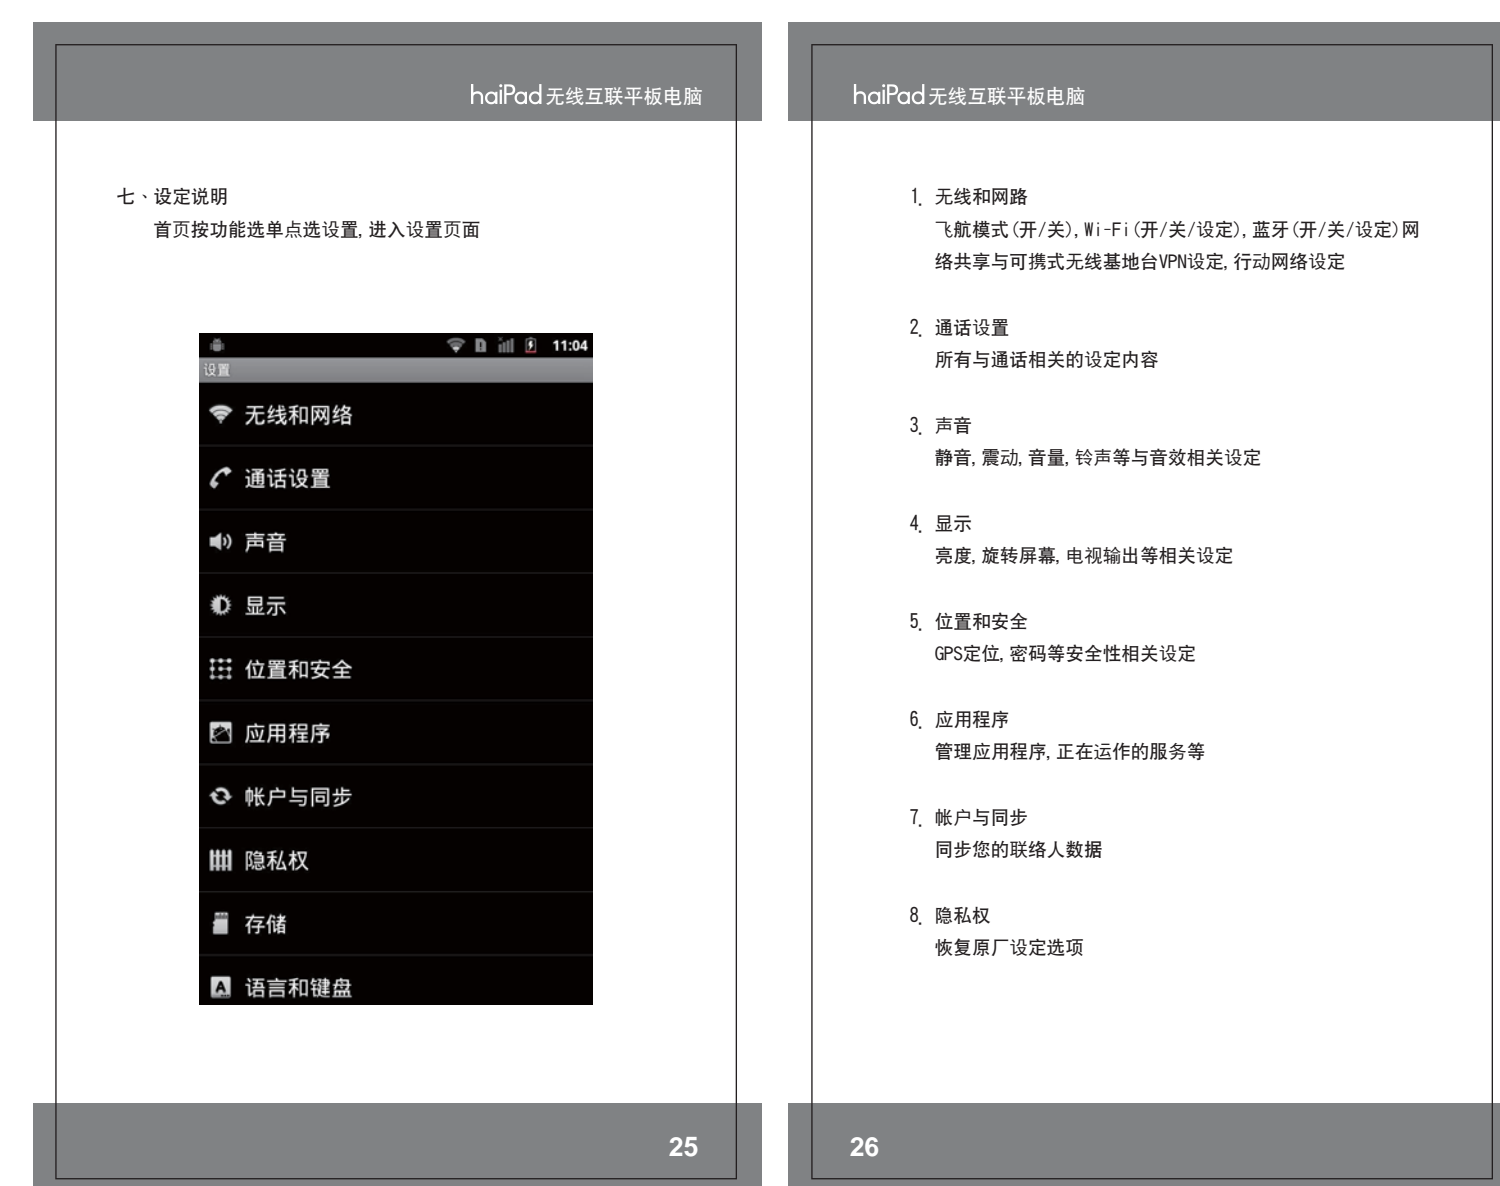 haiPad无线互联平板电脑
七、设定说明
首页按功能选单点选设置,进入设置页面
11:04
设置
无线和网络
通话设置
声音
显示
位置和安全
应用程序
帐户与同步
隐私权
存储
语言和键盘
25
haiPad无线互联平板电脑
1. 无线和网路
飞航模式(开/关),Wi-Fi(开/关/设定),蓝牙(开/关/设定)网
络共享与可携式无线基地台VPN设定,行动网络设定
2. 通话设置
所有与通话相关的设定内容
3. 声音
静音,震动,音量,铃声等与音效相关设定
4. 显示
亮度,旋转屏幕,电视输出等相关设定
5. 位置和安全
GPS定位,密码等安全性相关设定
6. 应用程序
管理应用程序,正在运作的服务等
7. 帐户与同步
同步您的联络人数据
8. 隐私权
恢复原厂设定选项
26